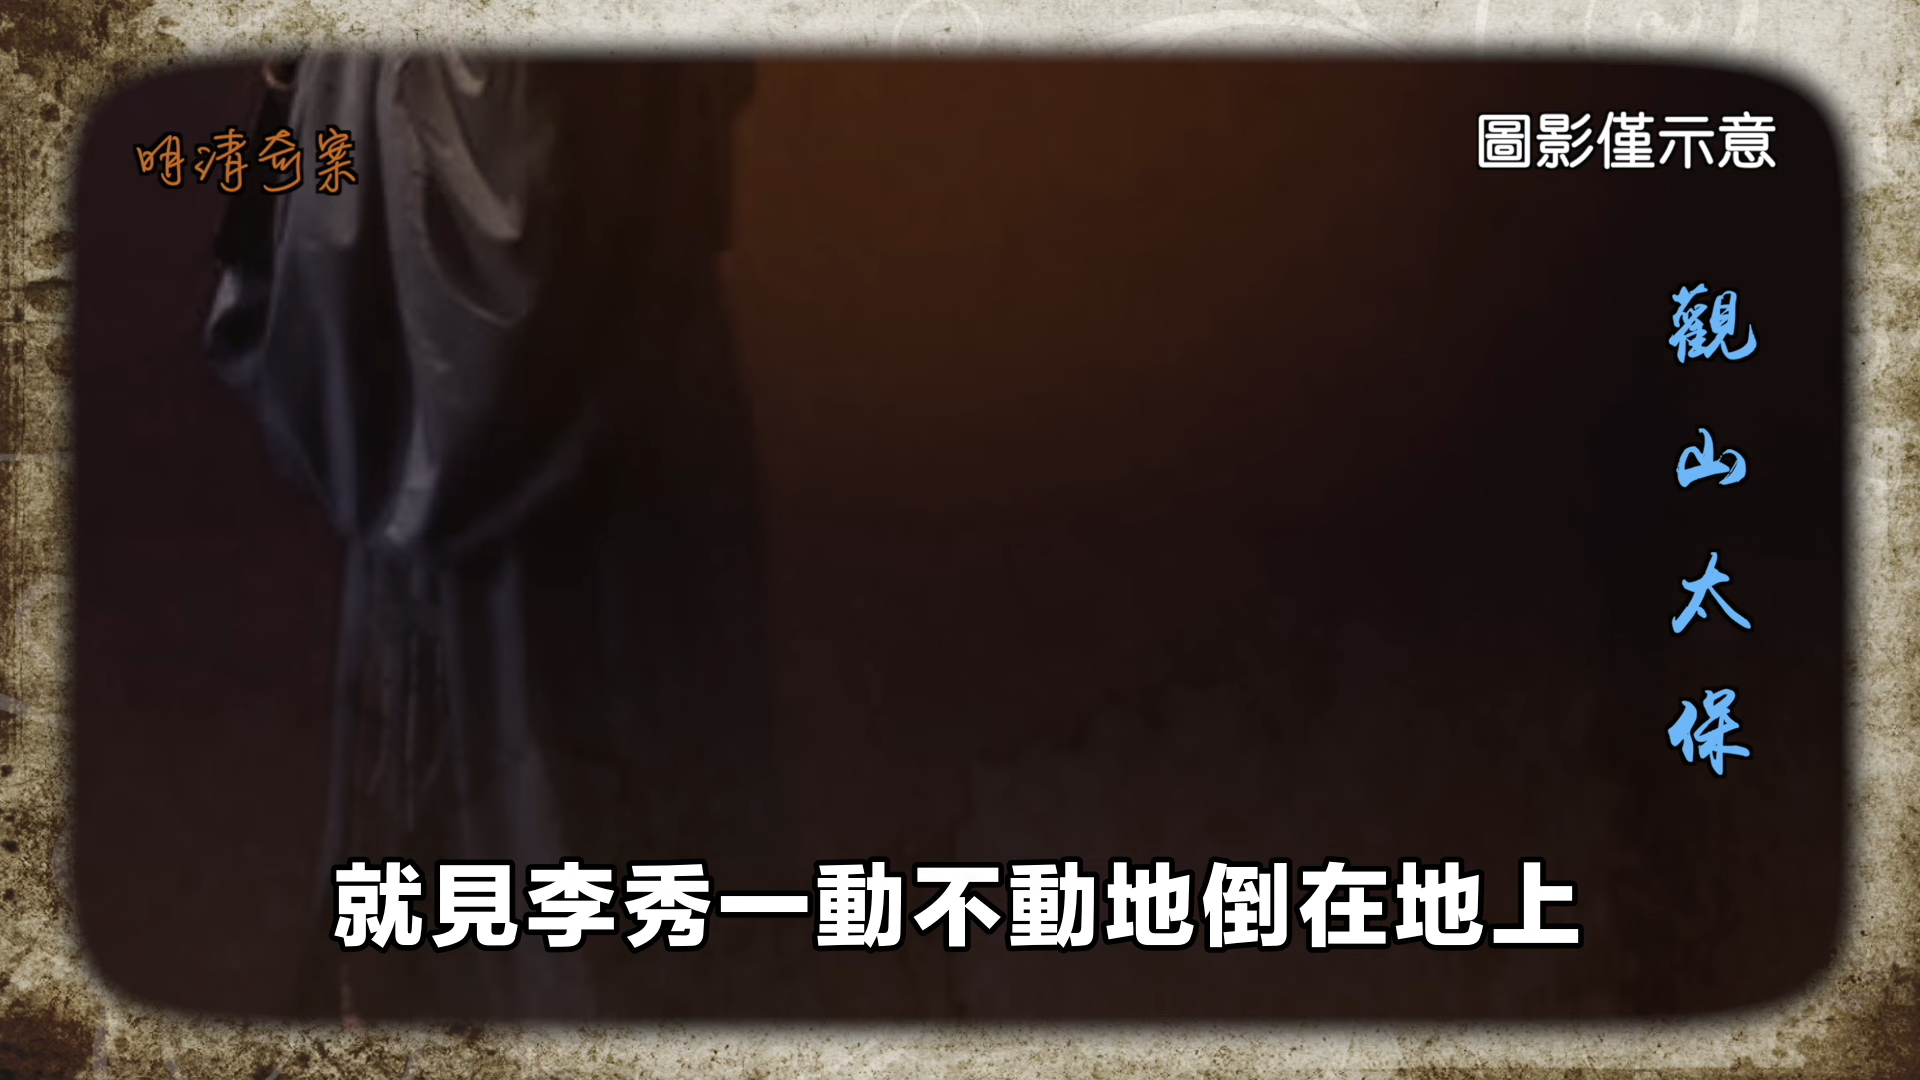 明清奇案
圖影僅示意
觀山太保
就見李秀一動不動地倒在地上